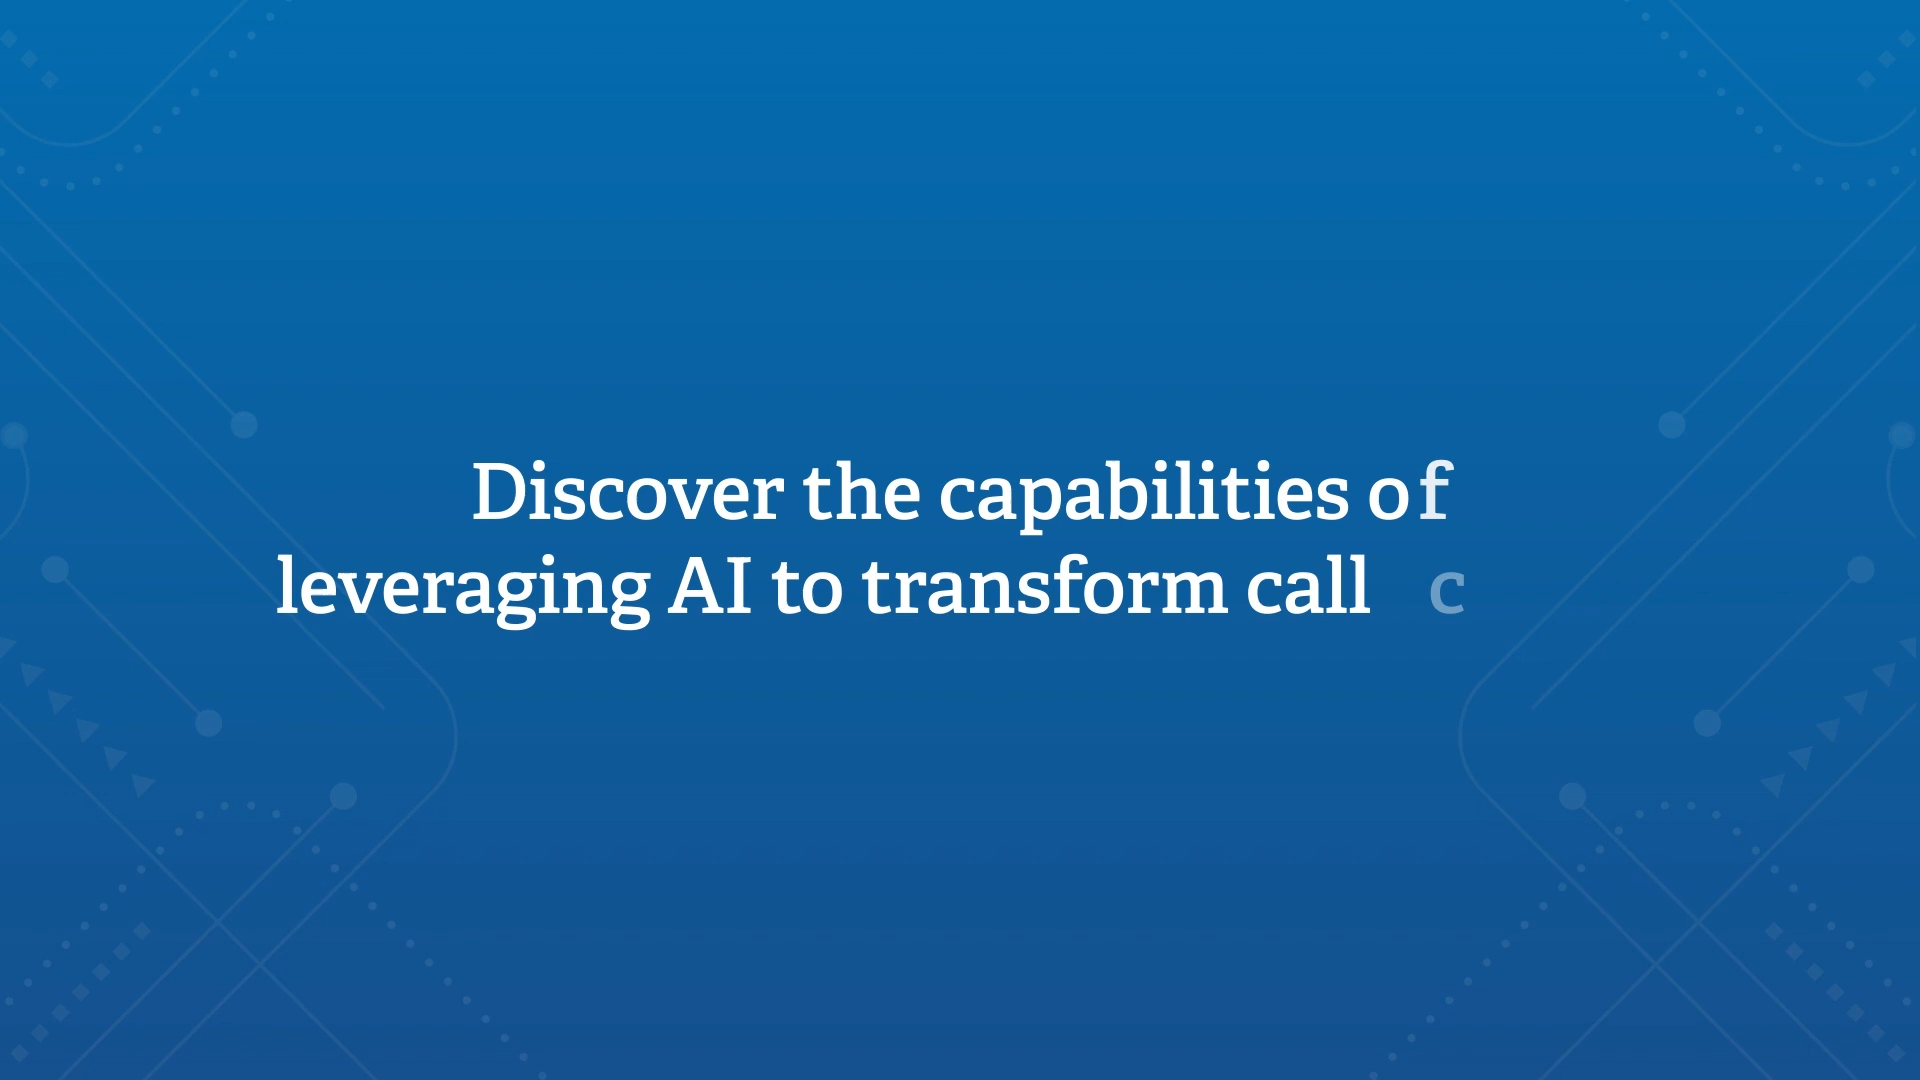 Discover the capabilities of
leveraging AI to transform call c